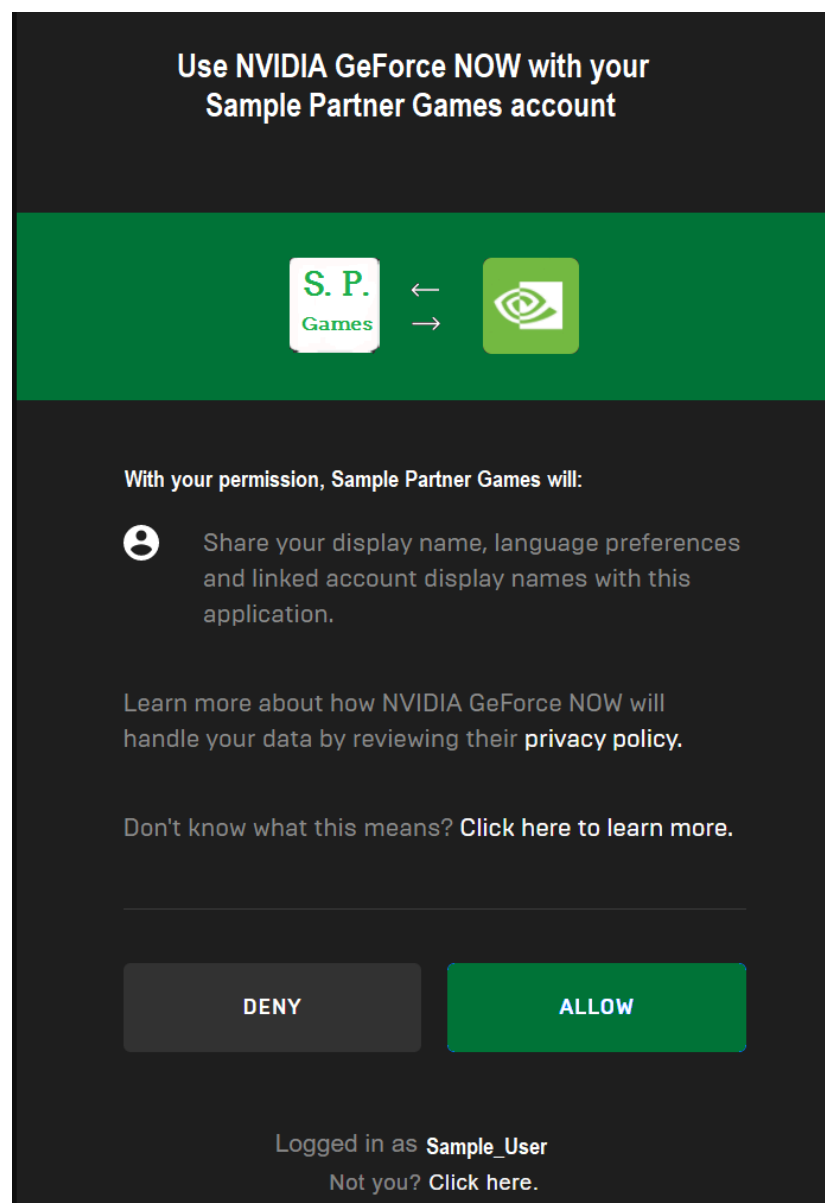 Use NVIDIA GeForce NOW with your
Sample Partner Games account
S. P.
Games
With your permission, Sample Partner Games will:
Share your display name, language preferences
and linked account display names with this
application.
Learn more about how NVIDIA GeForce NOW will
handle your data by reviewing their privacy policy.
Don't know what this means? Click here to learn more.
DENY
ALLOW
Logged in as Sample_User
Not you? Click here.